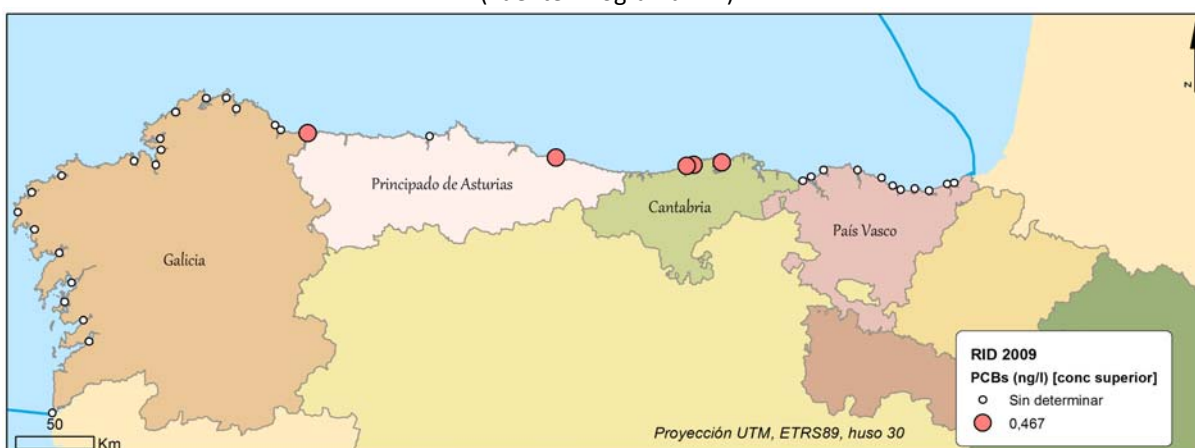 Principado de Asturias
Cantabria
País Vasco
Galicia
N
RID 2009
PCBs (ng/l) [conc superior]
Sin determinar
0,467
50
Km
Proyección UTM, ETRS89, huso 30